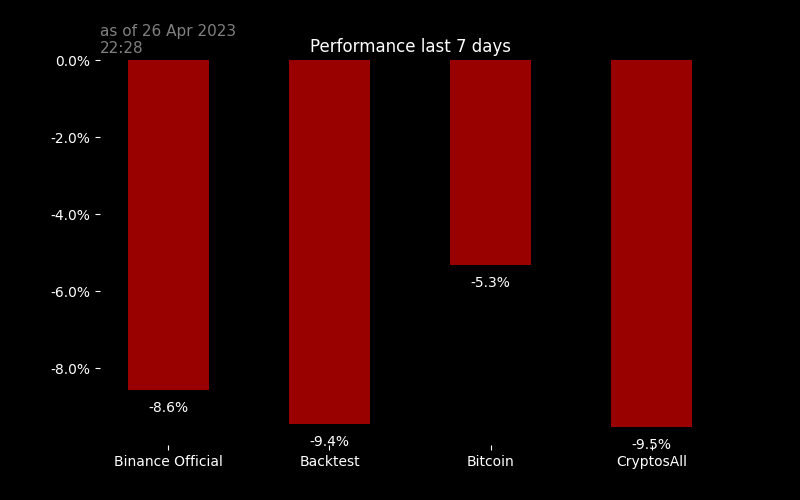 as of 26 Apr 2023
22:28
Performance last 7 days
0.0%
-2.0%
-4.0%
-6.0%
-8.0%
-8.6%
-9.4%
-5.3%
-9.5%
Binance Official
Backtest
Bitcoin
CryptosAll